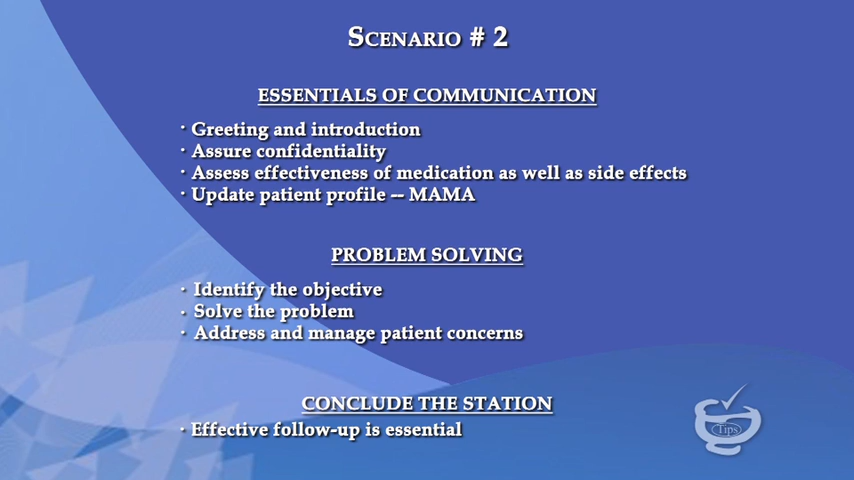 SCENARIO # 2
ESSENTIALS OF COMMUNICATION
· Greeting and introduction
· Assure confidentiality
· Assess effectiveness of medication as well as side effects
· Update patient profile -- MAMA
PROBLEM SOLVING
· Identify the objective
· Solve the problem
· Address and manage patient concerns
CONCLUDE THE STATION
· Effective follow-up is essential
Tips